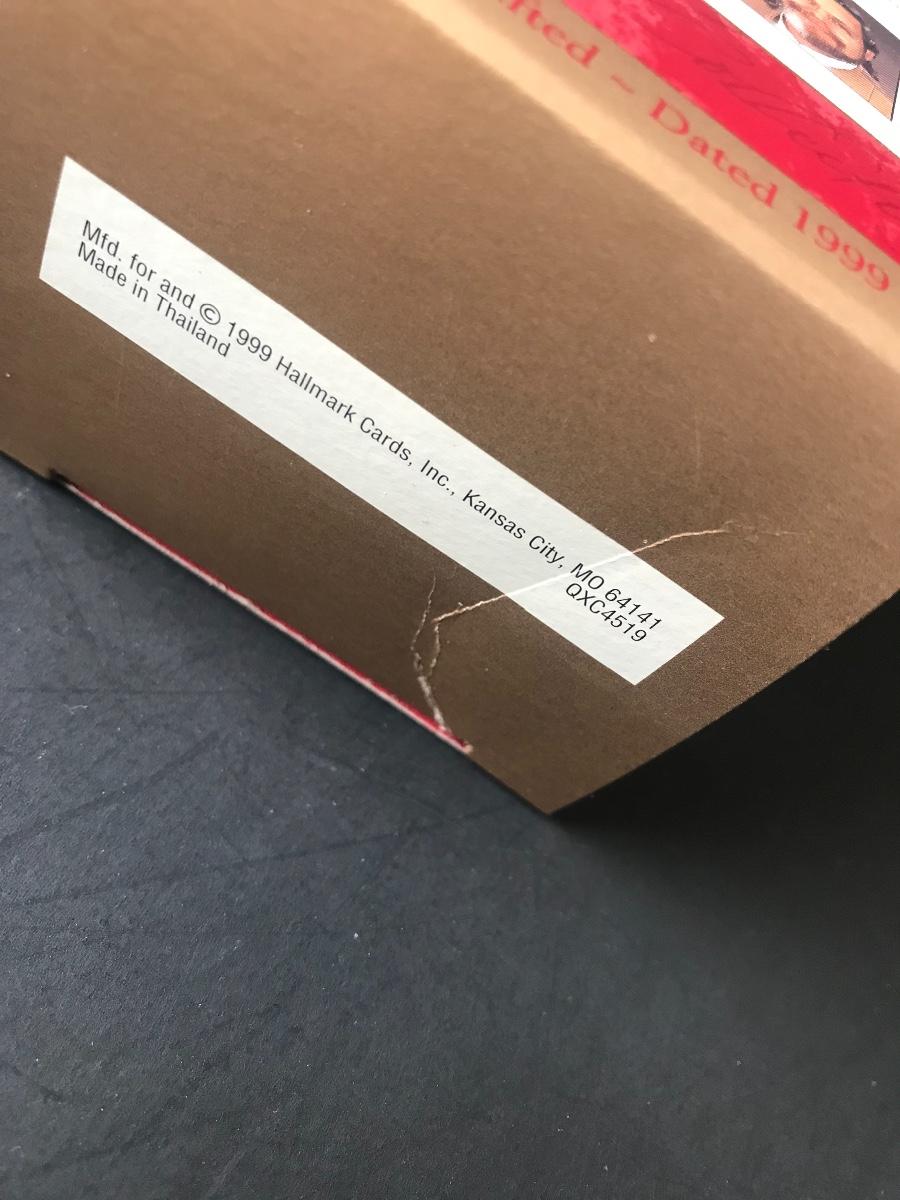 ~ Dated 1999
Mfd. for and © 1999 Hallmark Cards, Inc., Kansas City, MO 64141
Made in Thailand
QXC4519